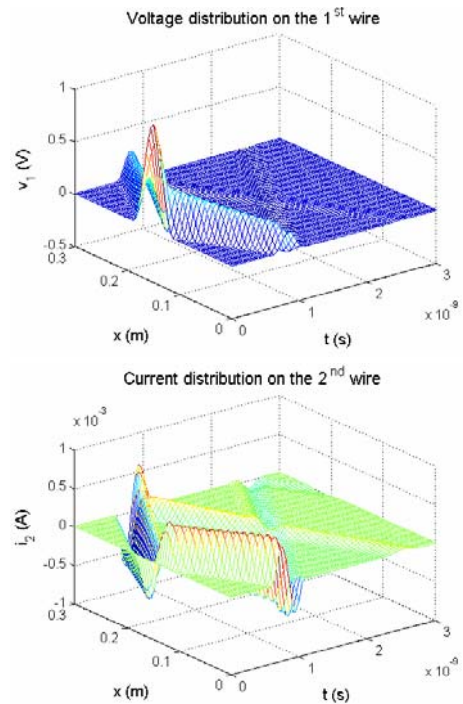 Voltage distribution on the 1st wire
1
0.5
0
-0.5
v1 (V)
0.3
0.2
0.1
0
x (m)
0
1
2
3
x 10-9
t (s)
Current distribution on the 2nd wire
x 10-3
1
0.5
0
-0.5
-1
i2 (A)
0.3
0.2
0.1
0
x (m)
0
1
2
3
x 10-9
t (s)